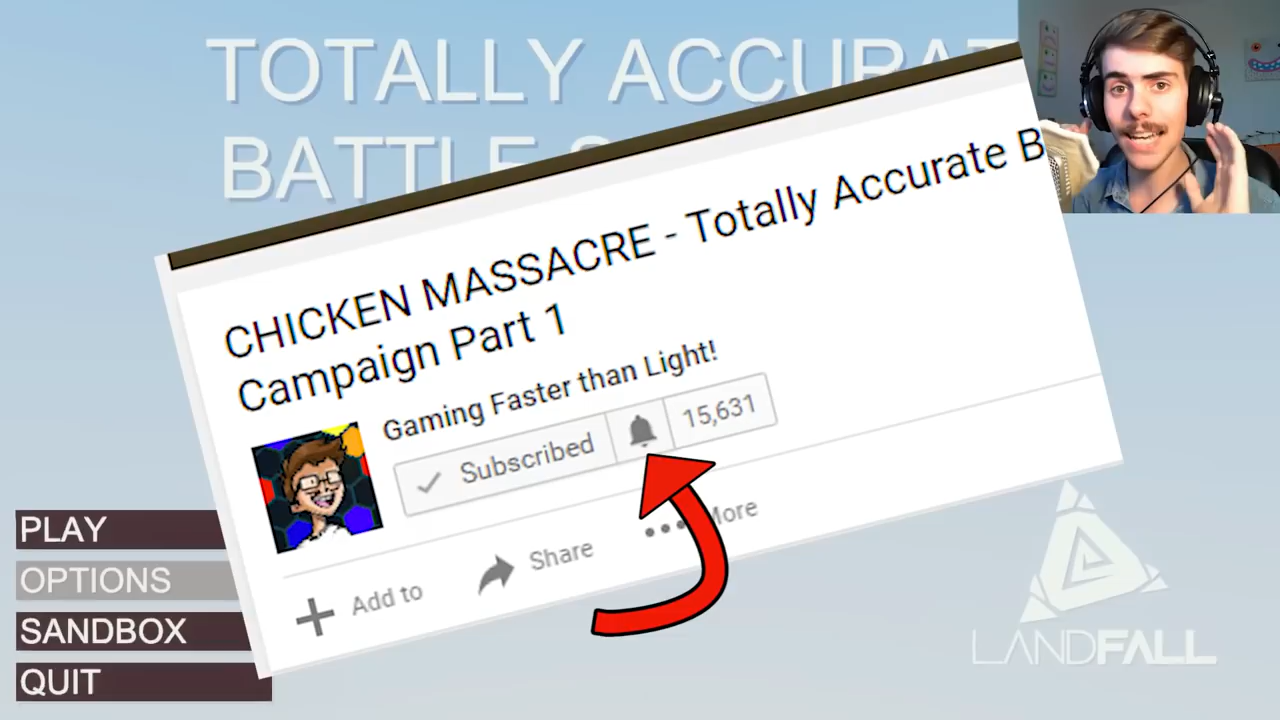 TOTALLY ACCURAT
BATTLE S
CHICKEN MASSACRE - Totally Accurate B
Campaign Part 1
Gaming Faster than Light!
Subscribed
15,631
Add to
Share
More
PLAY
OPTIONS
SANDBOX
QUIT
LANDFALL